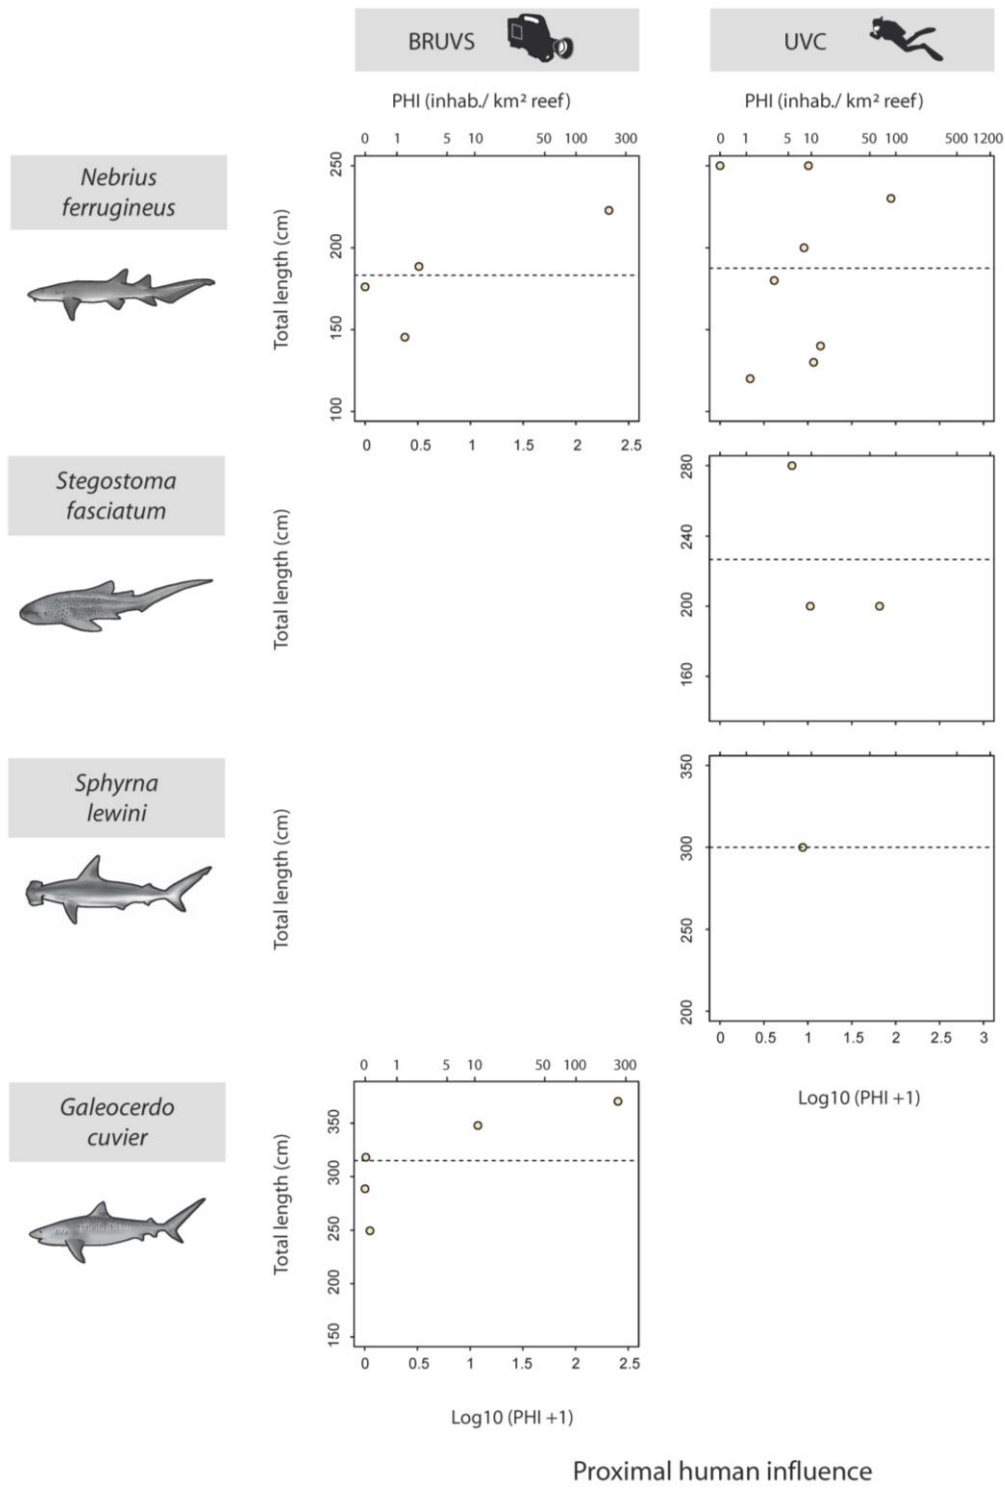 BRUVS UVC
PHI (inhab./ km² reef) PHI (inhab./ km² reef)
0 1 5 10 50 100 300 0 1 5 10 50 100 500 1200
Nebrius
ferrugineus
Total length (cm)
250
200
150
100
0 0.5 1 1.5 2 2.5
Stegostoma
fasciatum
Total length (cm)
280
240
200
160
Sphyrna
lewini
Total length (cm)
350
300
250
200
0 0.5 1 1.5 2 2.5 3
Log10 (PHI +1)
Galeocerdo
cuvier
0 1 5 10 50 100 300
Total length (cm)
350
300
250
200
150
0 0.5 1 1.5 2 2.5
Log10 (PHI +1)
Proximal human influence